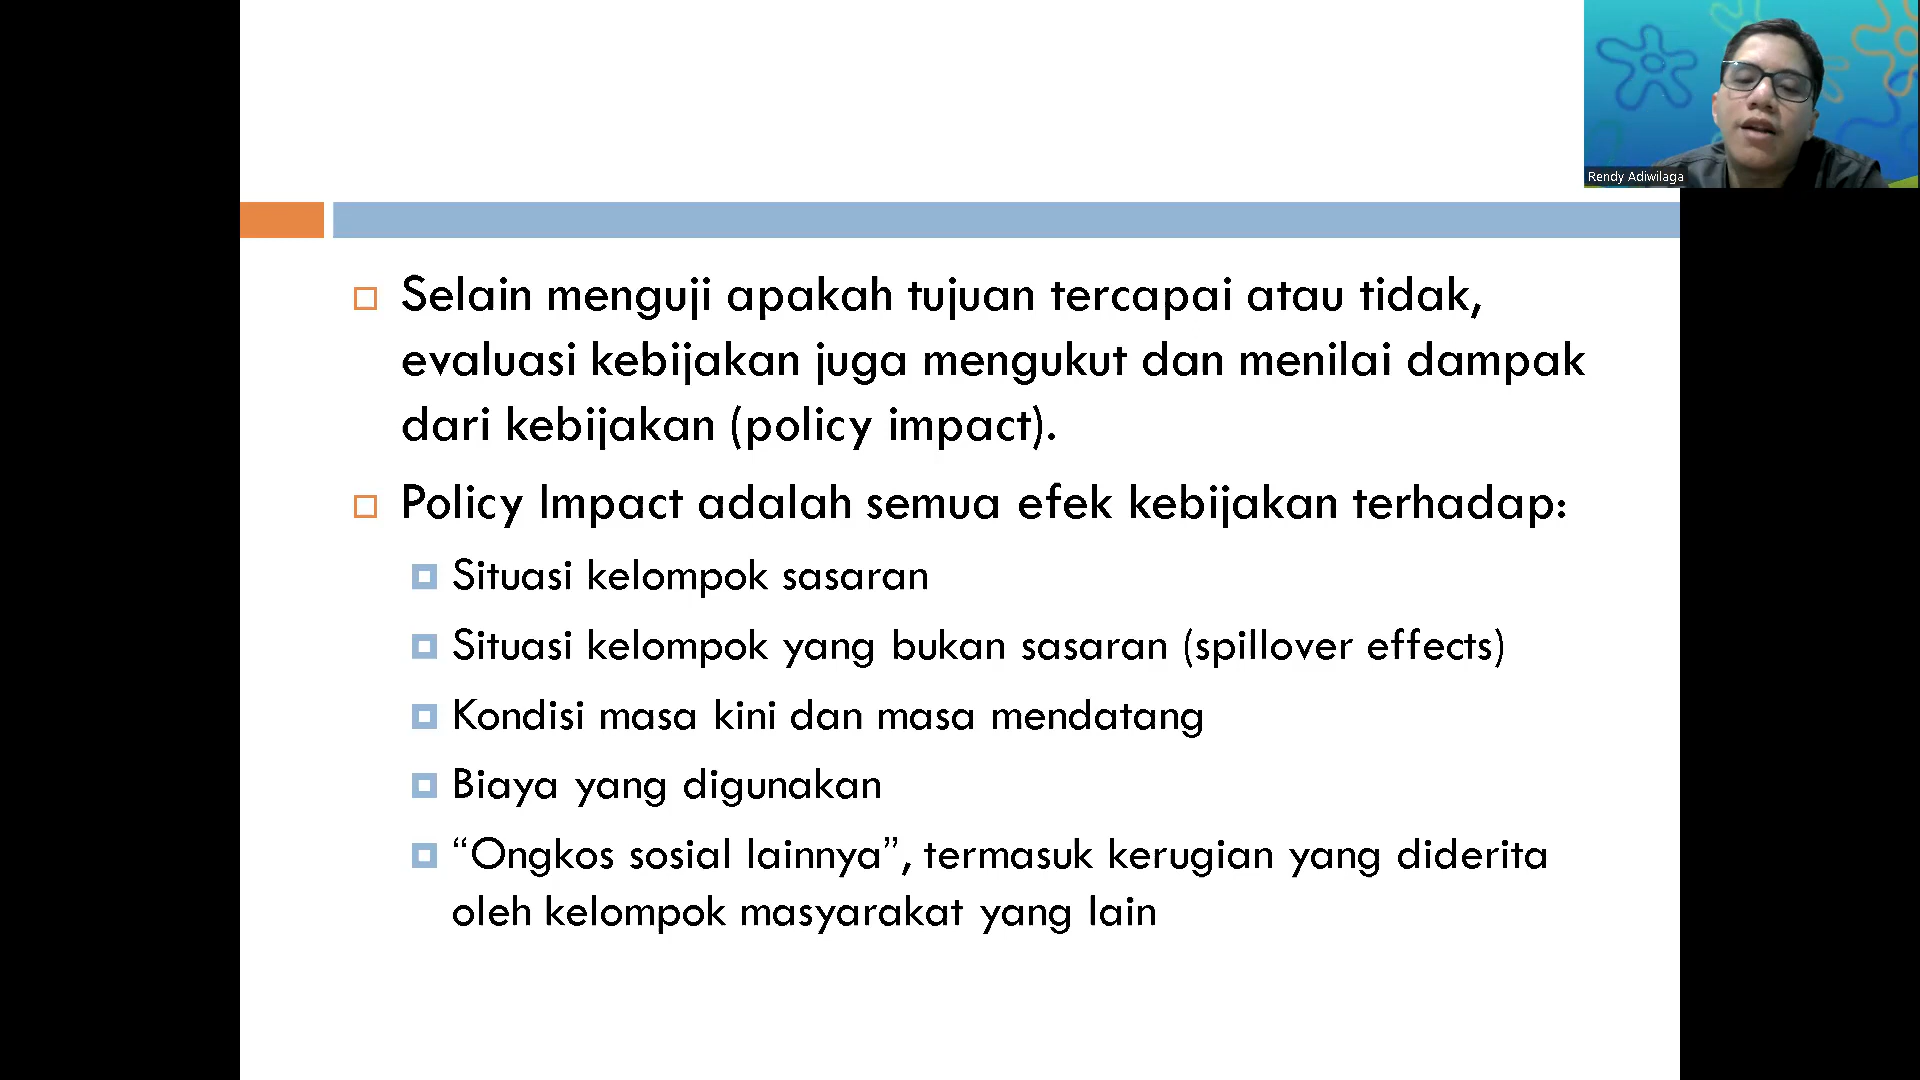 Rendy Adiwilaga
Selain menguji apakah tujuan tercapai atau tidak,
evaluasi kebijakan juga mengukut dan menilai dampak
dari kebijakan (policy impact).
Policy Impact adalah semua efek kebijakan terhadap:
Situasi kelompok sasaran
Situasi kelompok yang bukan sasaran (spillover effects)
Kondisi masa kini dan masa mendatang
Biaya yang digunakan
“Ongkos sosial lainnya”, termasuk kerugian yang diderita
oleh kelompok masyarakat yang lain